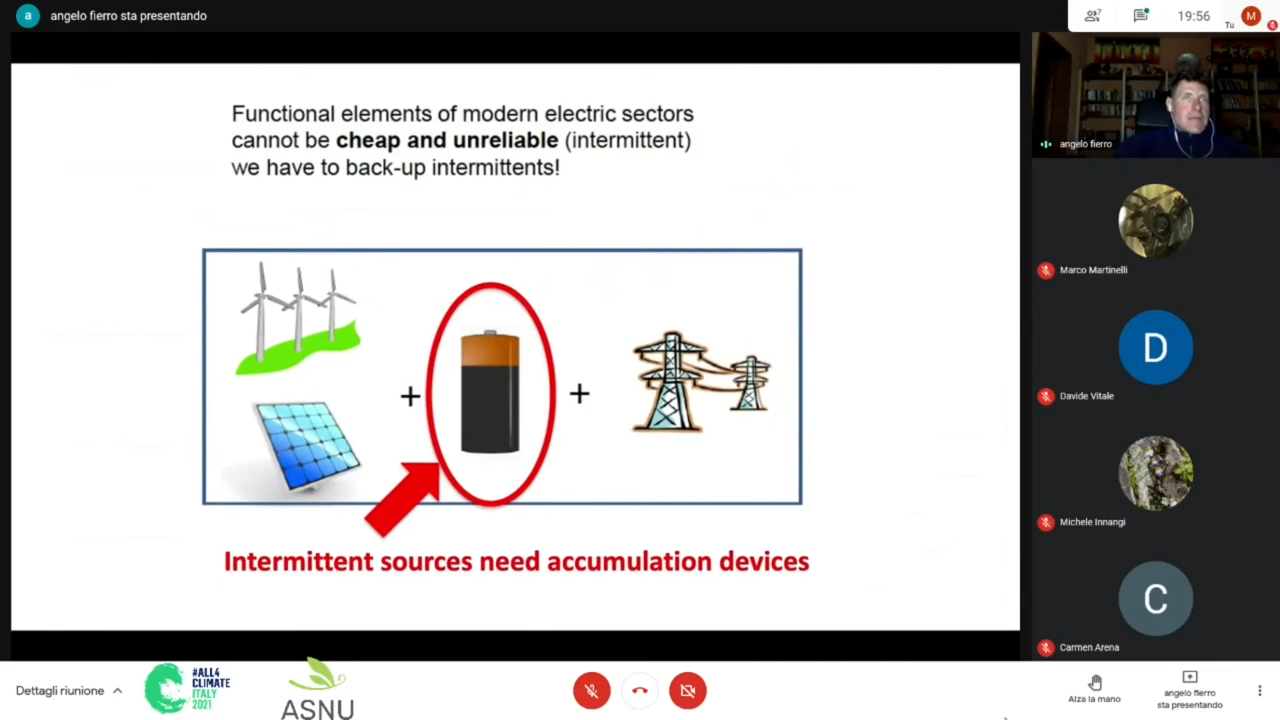 a angelo fierro sta presentando
7
19:56
Tu
M
Functional elements of modern electric sectors
cannot be cheap and unreliable (intermittent)
we have to back-up intermittents!
+
+
Intermittent sources need accumulation devices
angelo fierro
Marco Martinelli
D
Davide Vitale
Michele Innangi
C
Carmen Arena
Dettagli riunione
#ALL4
CLIMATE
ITALY
2021
ASNU
Alza la mano
angelo fierro
sta presentando